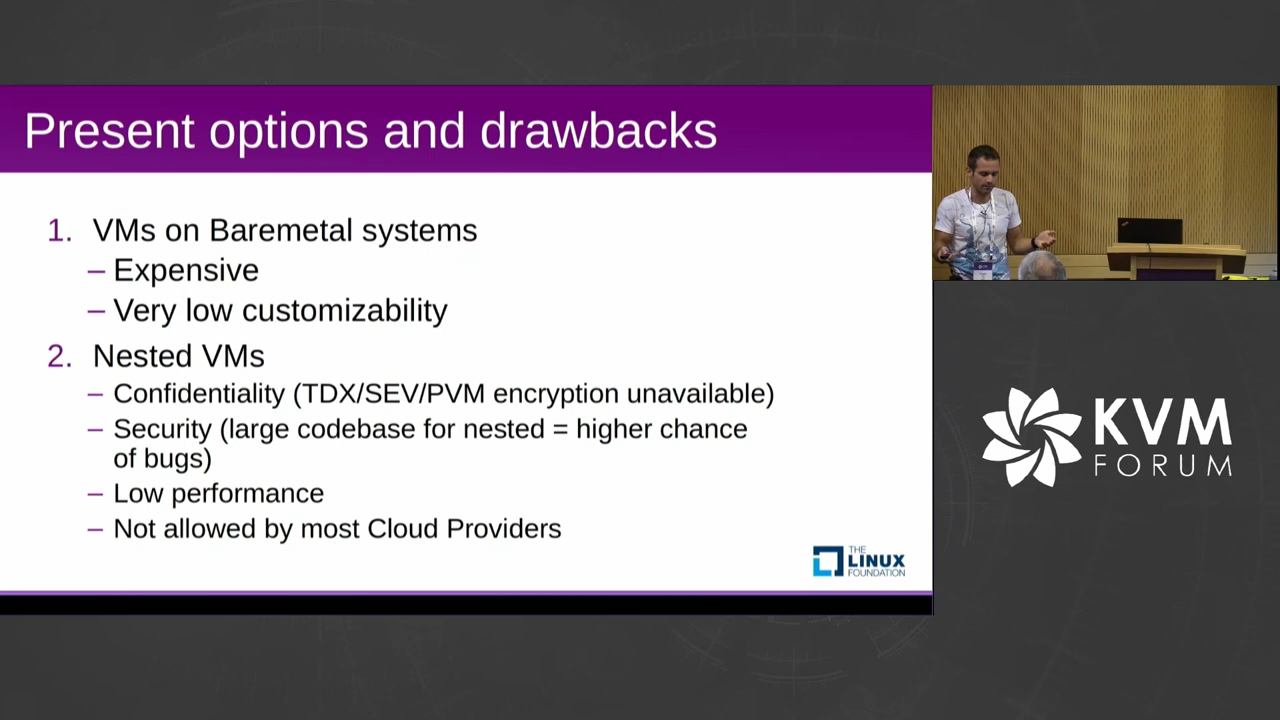 Present options and drawbacks
1. VMs on Baremetal systems
– Expensive
– Very low customizability
2. Nested VMs
– Confidentiality (TDX/SEV/PVM encryption unavailable)
– Security (large codebase for nested = higher chance
of bugs)
– Low performance
– Not allowed by most Cloud Providers
THE
LINUX
FOUNDATION
KVM
FORUM